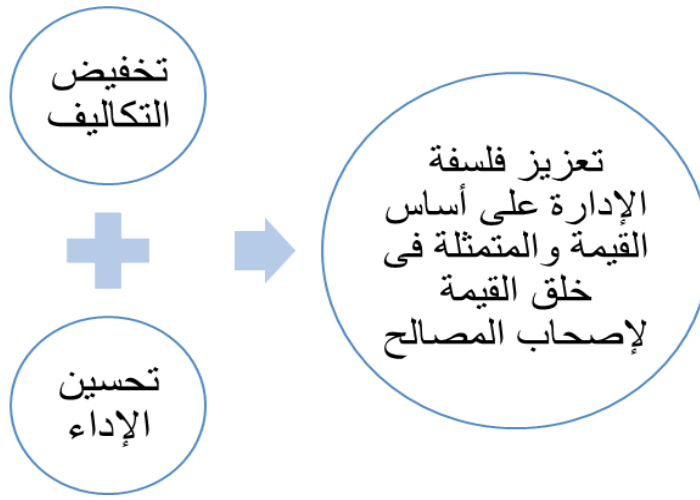 تخفيض
التكاليف
تحسين
الإداء
تعزيز فلسفة
الإدارة على أساس
القيمة والمتمثلة فى
خلق القيمة
لإصحاب المصالح